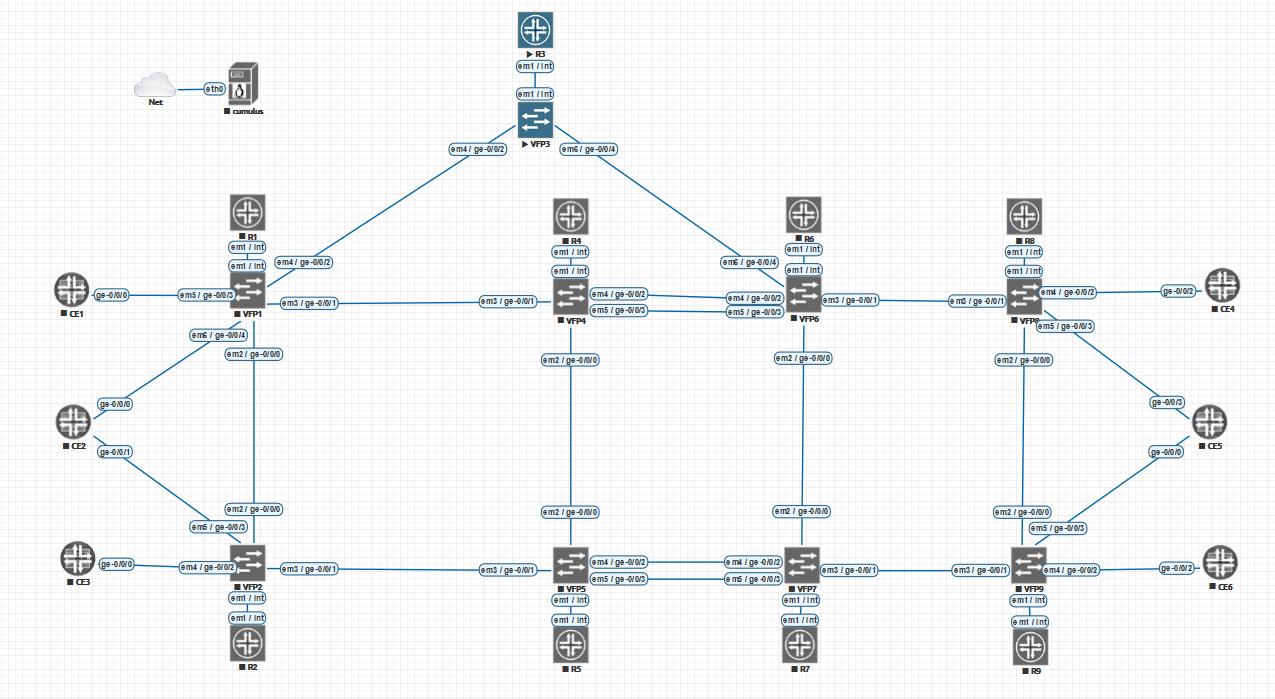 R3
em1 / int
em1 / int
VFP3
Net
eth0
cumulus
em4 / ge-0/0/2
em6 / ge-0/0/4
R1
em1 / int
em1 / int
R4
em1 / int
em1 / int
R6
em1 / int
em1 / int
R8
em1 / int
em1 / int
em4 / ge-0/0/2
em6 / ge-0/0/4
CE1
ge-0/0/0
em5 / ge-0/0/3
VFP1
em3 / ge-0/0/1
em3 / ge-0/0/1
VFP4
em4 / ge-0/0/2
em5 / ge-0/0/3
em4 / ge-0/0/2
em5 / ge-0/0/3
VFP6
em3 / ge-0/0/1
em3 / ge-0/0/1
em4 / ge-0/0/2
ge-0/0/2
CE4
em5 / ge-0/0/3
em6 / ge-0/0/4
em2 / ge-0/0/0
em2 / ge-0/0/0
em2 / ge-0/0/0
em2 / ge-0/0/0
ge-0/0/0
CE2
ge-0/0/1
ge-0/0/3
CE5
ge-0/0/0
em2 / ge-0/0/0
em2 / ge-0/0/0
em2 / ge-0/0/0
em2 / ge-0/0/0
em5 / ge-0/0/3
em5 / ge-0/0/3
CE3
ge-0/0/0
em4 / ge-0/0/2
VFP2
em3 / ge-0/0/1
em3 / ge-0/0/1
VFP5
em4 / ge-0/0/2
em5 / ge-0/0/3
em4 / ge-0/0/2
em5 / ge-0/0/3
VFP7
em3 / ge-0/0/1
em3 / ge-0/0/1
VFP9
em4 / ge-0/0/2
ge-0/0/2
CE6
em1 / int
em1 / int
R2
em1 / int
em1 / int
R5
em1 / int
em1 / int
R7
em1 / int
em1 / int
R9